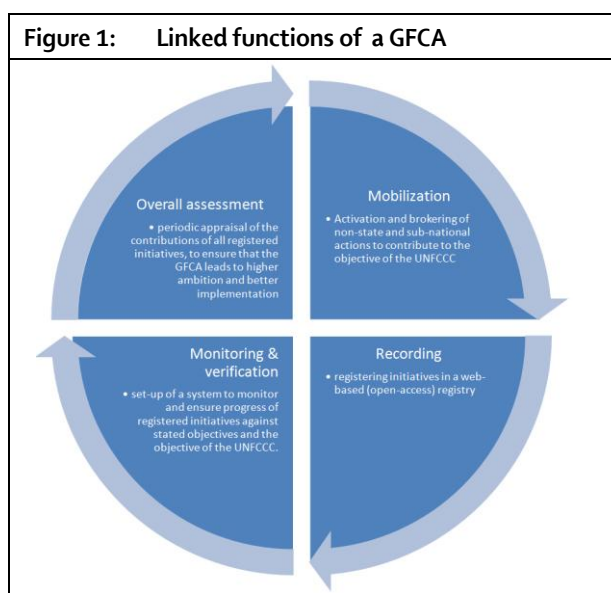 Figure 1: Linked functions of a GFCA
Overall assessment
• periodic appraisal of the
contributions of all registered
initiatives, to ensure that the
GFCA leads to higher
ambition and better
implementation
Mobilization
• Activation and brokering of
non-state and sub-national
actions to contribute to the
objective of the UNFCCC
Monitoring &
verification
• set-up of a system to monitor
and ensure progress of
registered initiatives against
stated objectives and the
objective of the UNFCCC.
Recording
• registering initiatives in a web-
based (open-access) registry